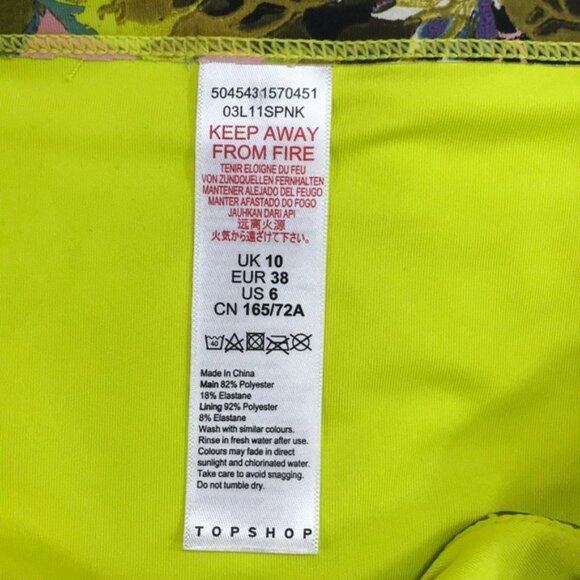 5045431570451
03L11SPNK
KEEP AWAY
FROM FIRE
TENIR ELOIGNE DU FEU
VON ZUNDQUELLEN FERNHALTEN
MANTENER ALEJADO DEL FEUGO
MANTER AFASTADO DO FOGO
JAUHKAN DARI API
远离火源
火気から遠ざけて下さい。
UK 10
EUR 38
US 6
CN 165/72A
40
Made In China
Main 82% Polyester
18% Elastane
Lining 92% Polyester
8% Elastane
Wash with similar colours.
Rinse in fresh water after use.
Colours may fade in direct
sunlight and chlorinated water.
Take care to avoid snagging.
Do not tumble dry.
TOPSHOP